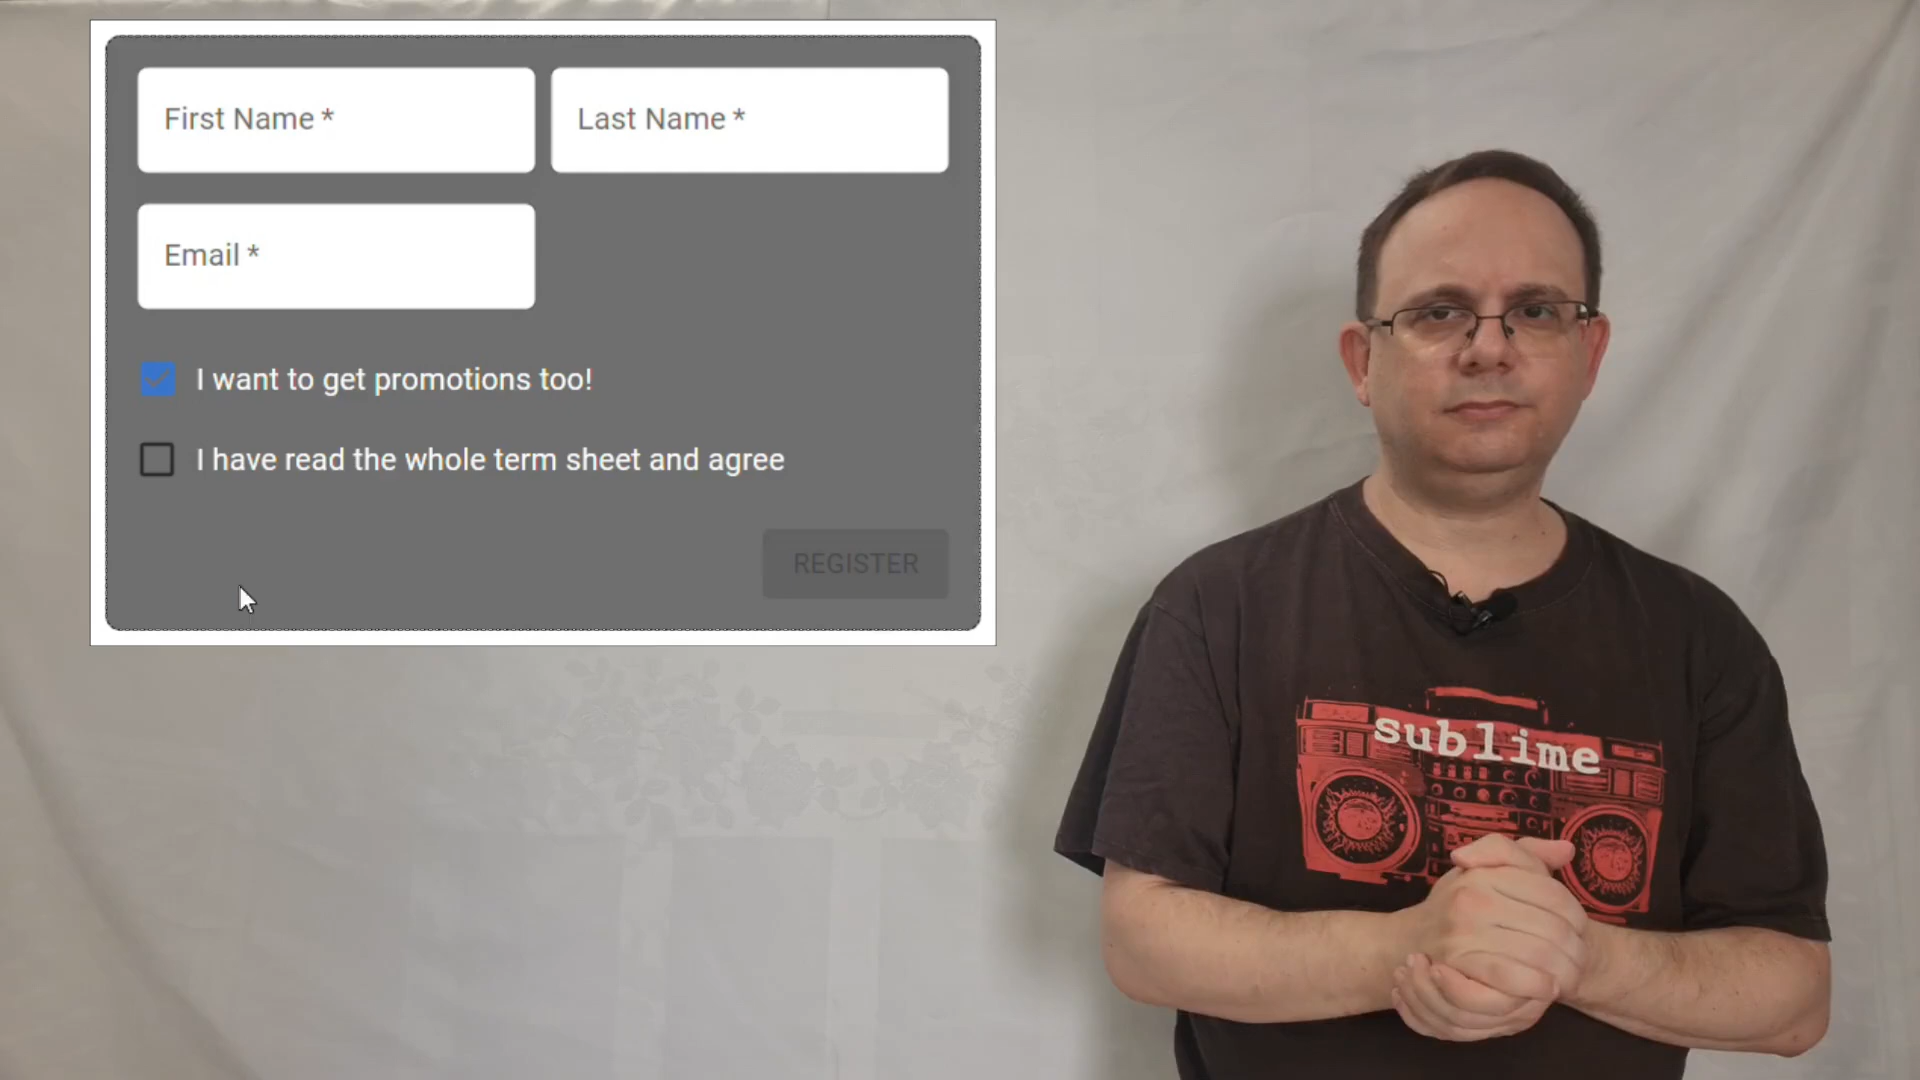 First Name *
Last Name *
Email *
I want to get promotions too!
I have read the whole term sheet and agree
REGISTER
sublime